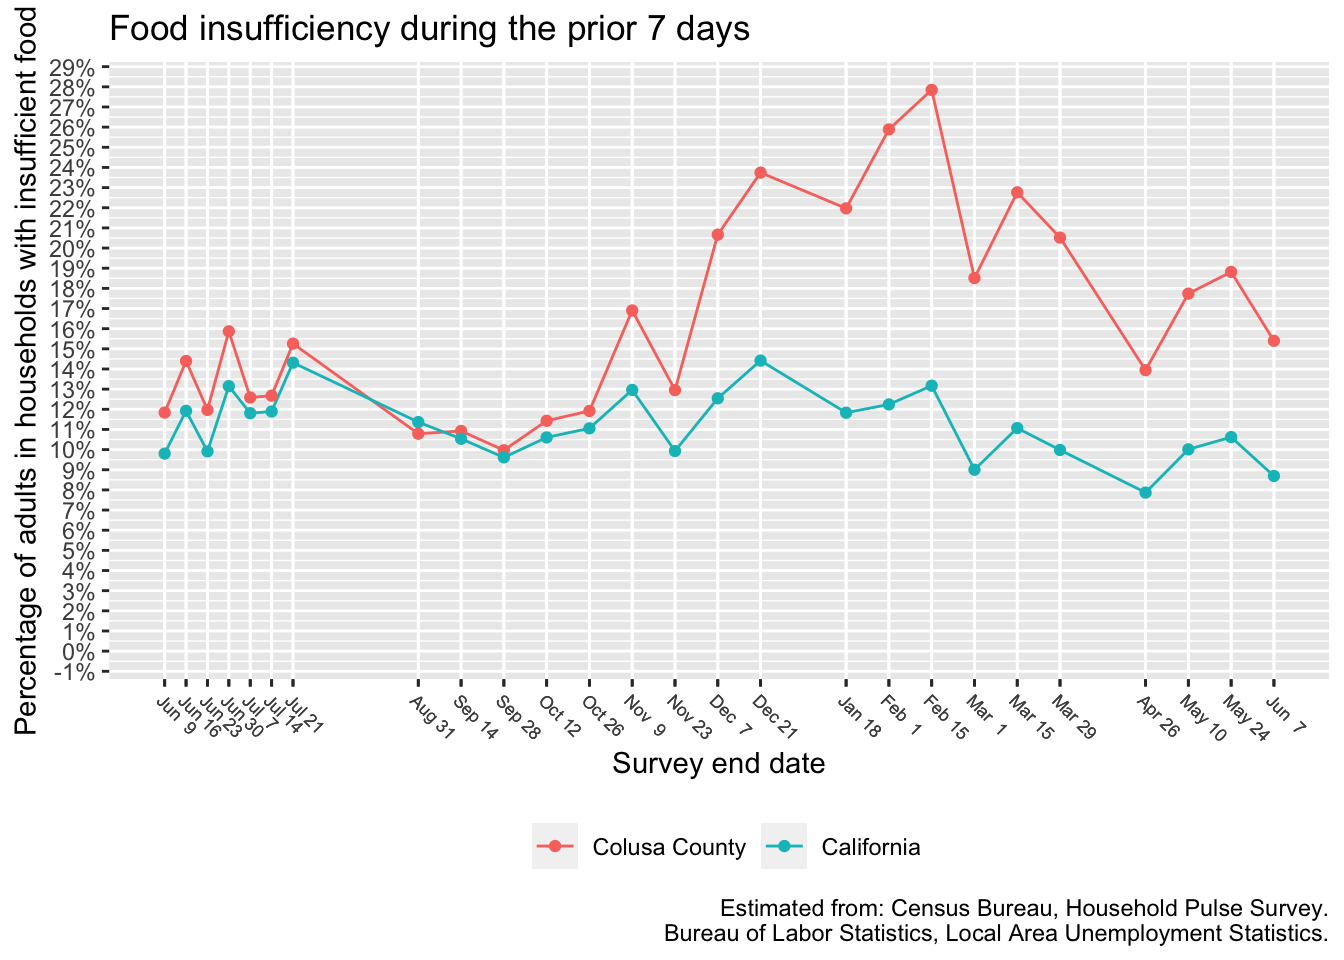 Food insufficiency during the prior 7 days
Percentage of adults in households with insufficient food
29%
28%
27%
26%
25%
24%
23%
22%
21%
20%
19%
18%
17%
16%
15%
14%
13%
12%
11%
10%
9%
8%
7%
6%
5%
4%
3%
2%
1%
0%
-1%
Jun 9
Jun 16
Jun 23
Jun 30
Jul 7
Jul 14
Jul 21
Aug 31
Sep 14
Sep 28
Oct 12
Oct 26
Nov 9
Nov 23
Dec 7
Dec 21
Jan 18
Feb 1
Feb 15
Mar 1
Mar 15
Mar 29
Apr 26
May 10
May 24
Jun 7
Survey end date
Colusa County
California
Estimated from: Census Bureau, Household Pulse Survey.
Bureau of Labor Statistics, Local Area Unemployment Statistics.